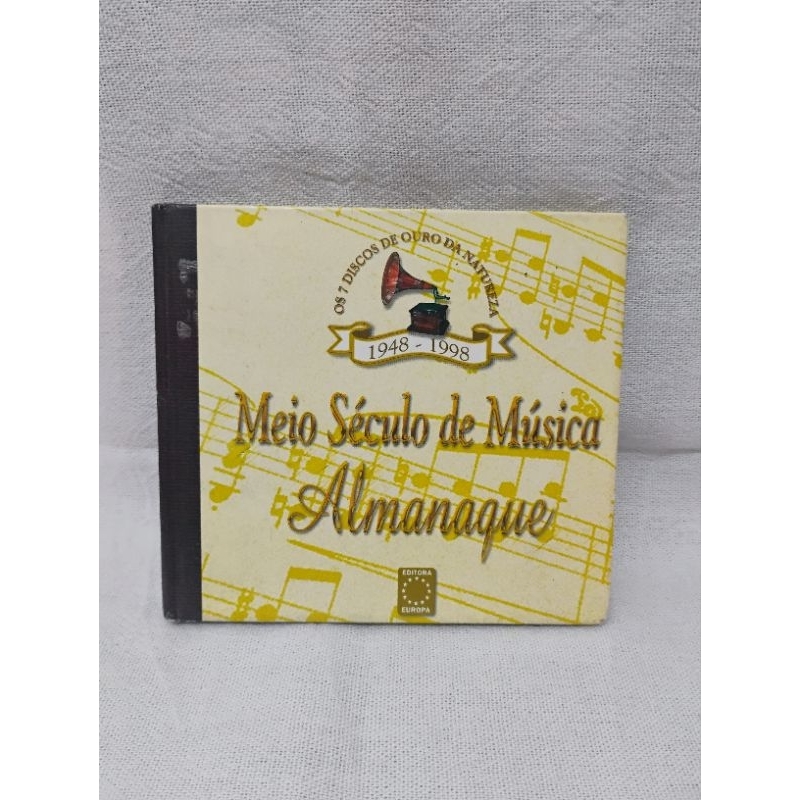 OS 7 DISCOS DE OURO DA NATUREZA
1948 - 1998
Meio Século de Música
Almanaque
EDITORA
EUROPA